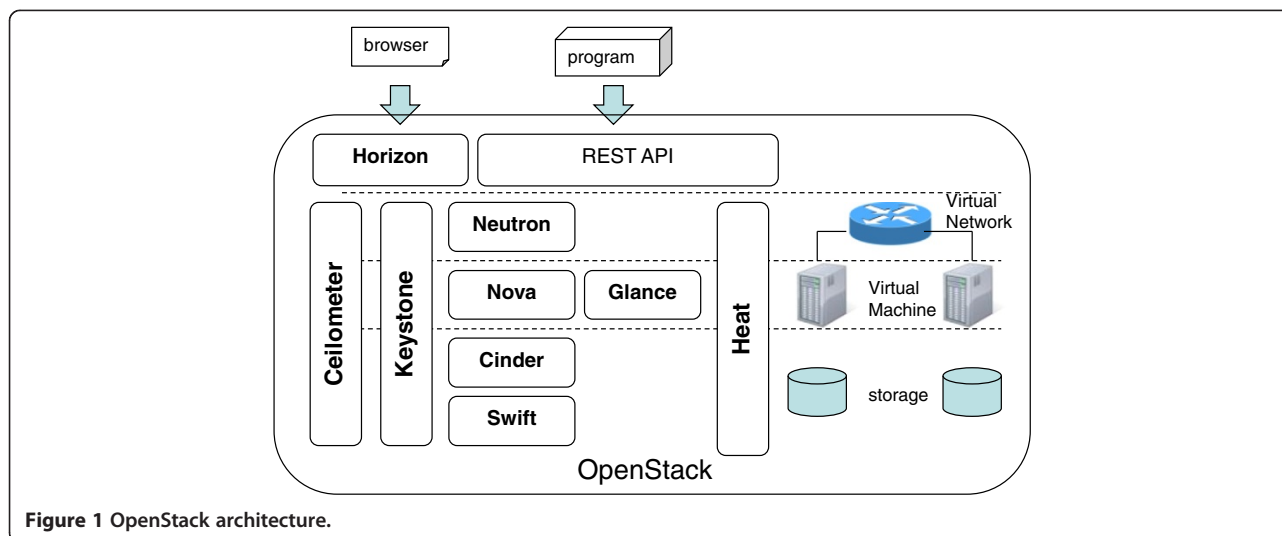 browser
program
Horizon
REST API
Ceilometer
Keystone
Neutron
Nova
Glance
Cinder
Swift
Heat
Virtual
Network
Virtual
Machine
storage
OpenStack
Figure 1 OpenStack architecture.